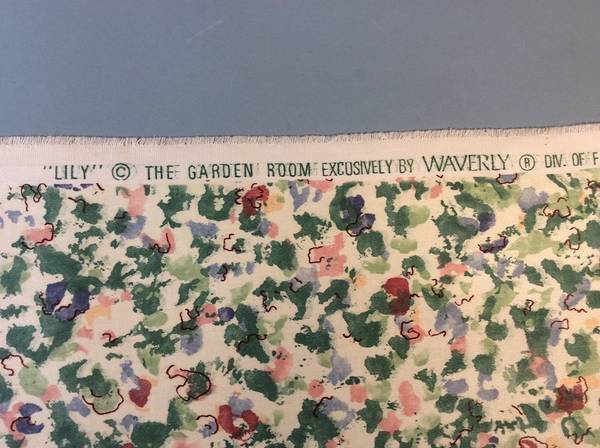 "LILY" © THE GARDEN ROOM EXCUSIVELY BY WAVERLY ® DIV. OF F